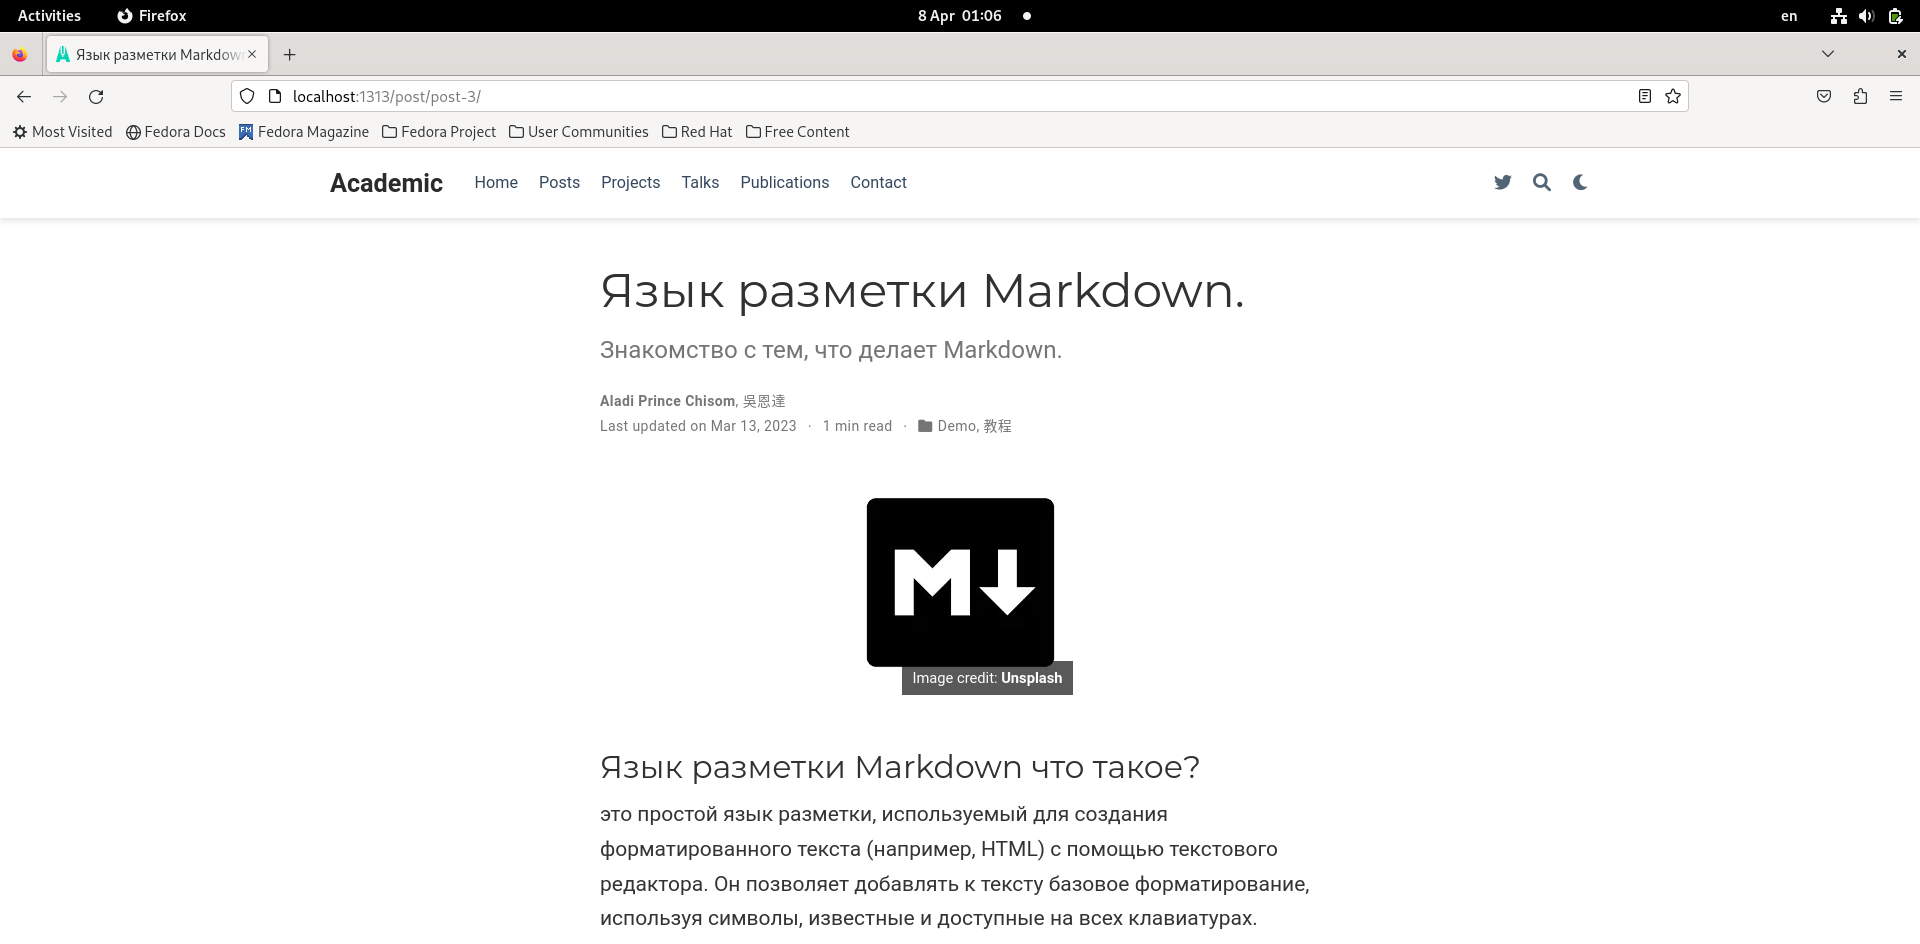 Activities Firefox 8 Apr 01:06 en
Язык разметки Markdow
localhost:1313/post/post-3/
Most Visited Fedora Docs Fedora Magazine Fedora Project User Communities Red Hat Free Content
Academic Home Posts Projects Talks Publications Contact
Язык разметки Markdown.
Знакомство с тем, что делает Markdown.
Aladi Prince Chisom, 吳恩達
Last updated on Mar 13, 2023 · 1 min read · Demo, 教程
M
Image credit: Unsplash
Язык разметки Markdown что такое?
это простой язык разметки, используемый для создания
форматированного текста (например, HTML) с помощью текстового
редактора. Он позволяет добавлять к тексту базовое форматирование,
используя символы, известные и доступные на всех клавиатурах.